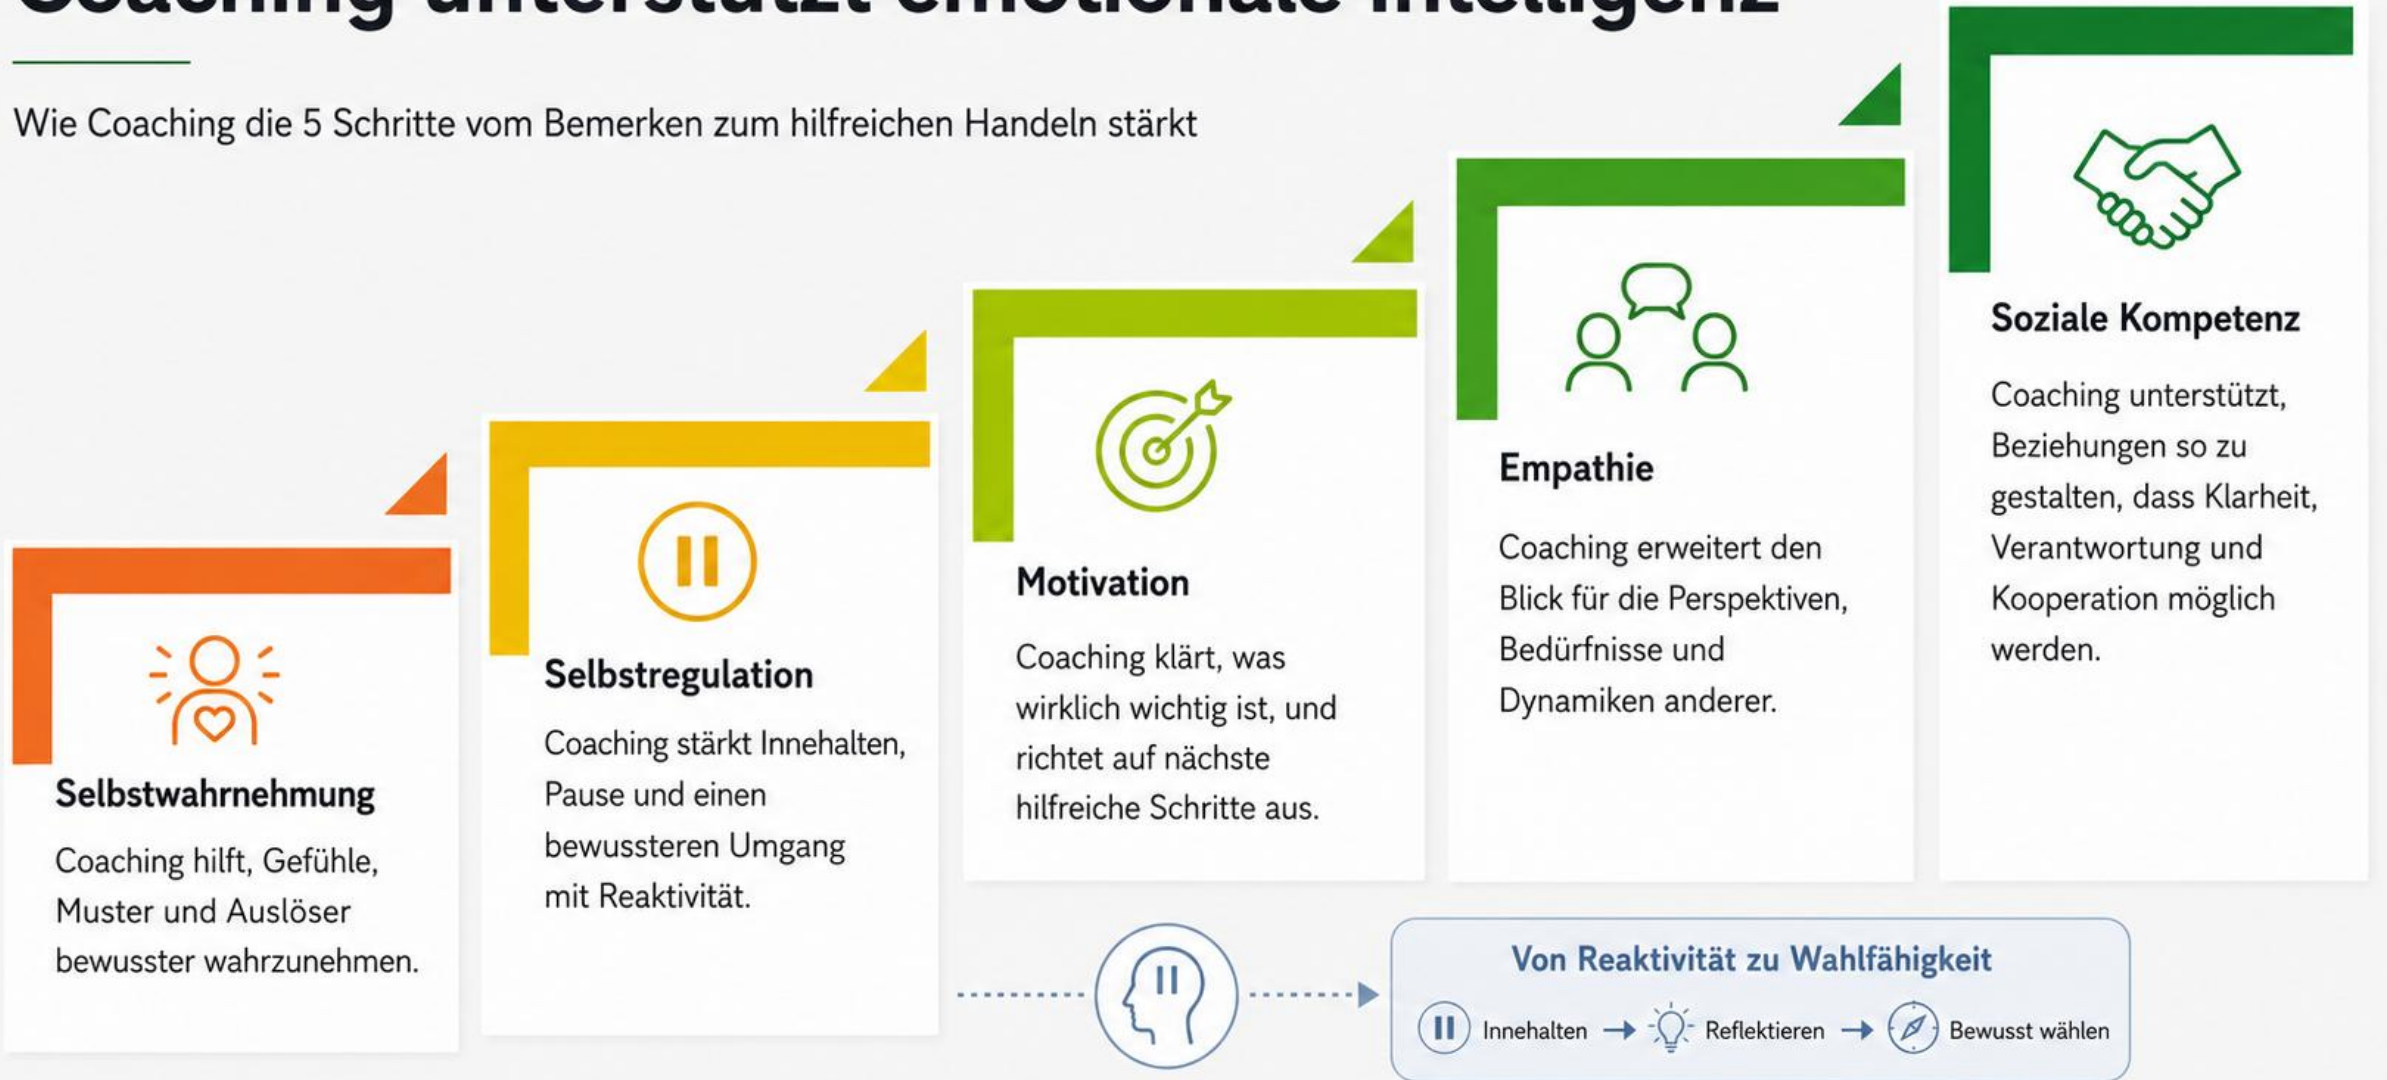 Coaching unterstützt emotionale Intelligenz
Wie Coaching die 5 Schritte vom Bemerken zum hilfreichen Handeln stärkt
Selbstwahrnehmung
Coaching hilft, Gefühle,
Muster und Auslöser
bewusster wahrzunehmen.
Selbstregulation
Coaching stärkt Innehalten,
Pause und einen
bewussteren Umgang
mit Reaktivität.
Motivation
Coaching klärt, was
wirklich wichtig ist, und
richtet auf nächste
hilfreiche Schritte aus.
Empathie
Coaching erweitert den
Blick für die Perspektiven,
Bedürfnisse und
Dynamiken anderer.
Soziale Kompetenz
Coaching unterstützt,
Beziehungen so zu
gestalten, dass Klarheit,
Verantwortung und
Kooperation möglich
werden.
Von Reaktivität zu Wahlfähigkeit
Innehalten → Reflektieren → Bewusst wählen